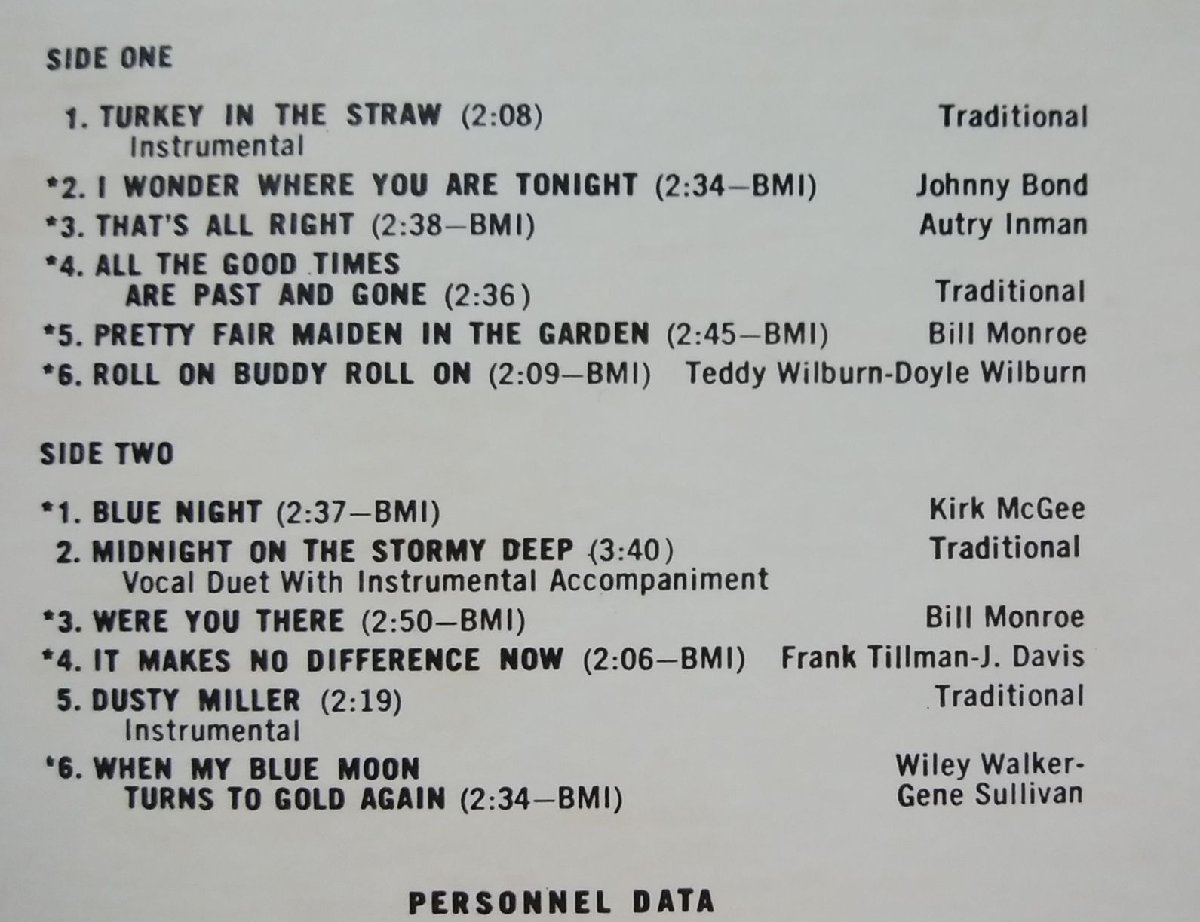 SIDE ONE
1. TURKEY IN THE STRAW (2:08) Traditional
Instrumental
*2. I WONDER WHERE YOU ARE TONIGHT (2:34—BMI) Johnny Bond
*3. THAT'S ALL RIGHT (2:38—BMI) Autry Inman
*4. ALL THE GOOD TIMES
ARE PAST AND GONE (2:36) Traditional
*5. PRETTY FAIR MAIDEN IN THE GARDEN (2:45—BMI) Bill Monroe
*6. ROLL ON BUDDY ROLL ON (2:09—BMI) Teddy Wilburn-Doyle Wilburn
SIDE TWO
*1. BLUE NIGHT (2:37—BMI) Kirk McGee
2. MIDNIGHT ON THE STORMY DEEP (3:40) Traditional
Vocal Duet With Instrumental Accompaniment
*3. WERE YOU THERE (2:50—BMI) Bill Monroe
*4. IT MAKES NO DIFFERENCE NOW (2:06—BMI) Frank Tillman-J. Davis
5. DUSTY MILLER (2:19) Traditional
Instrumental
*6. WHEN MY BLUE MOON Wiley Walker-
TURNS TO GOLD AGAIN (2:34—BMI) Gene Sullivan
PERSONNEL DATA